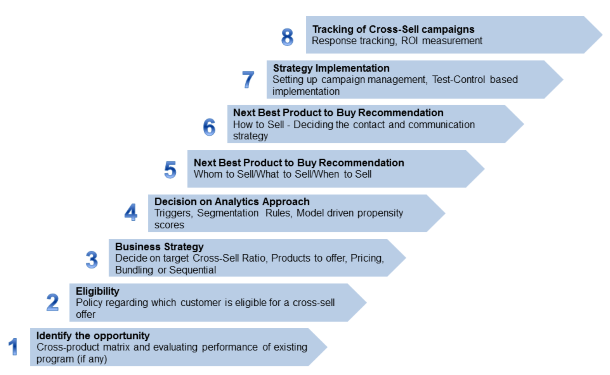 8
Tracking of Cross-Sell campaigns
Response tracking, ROI measurement
7
Strategy Implementation
Setting up campaign management, Test-Control based
implementation
6
Next Best Product to Buy Recommendation
How to Sell - Deciding the contact and communication
strategy
5
Next Best Product to Buy Recommendation
Whom to Sell/What to Sell/When to Sell
4
Decision on Analytics Approach
Triggers, Segmentation Rules, Model driven propensity
scores
3
Business Strategy
Decide on target Cross-Sell Ratio, Products to offer, Pricing,
Bundling or Sequential
2
Eligibility
Policy regarding which customer is eligible for a cross-sell
offer
1
Identify the opportunity
Cross-product matrix and evaluating performance of existing
program (if any)